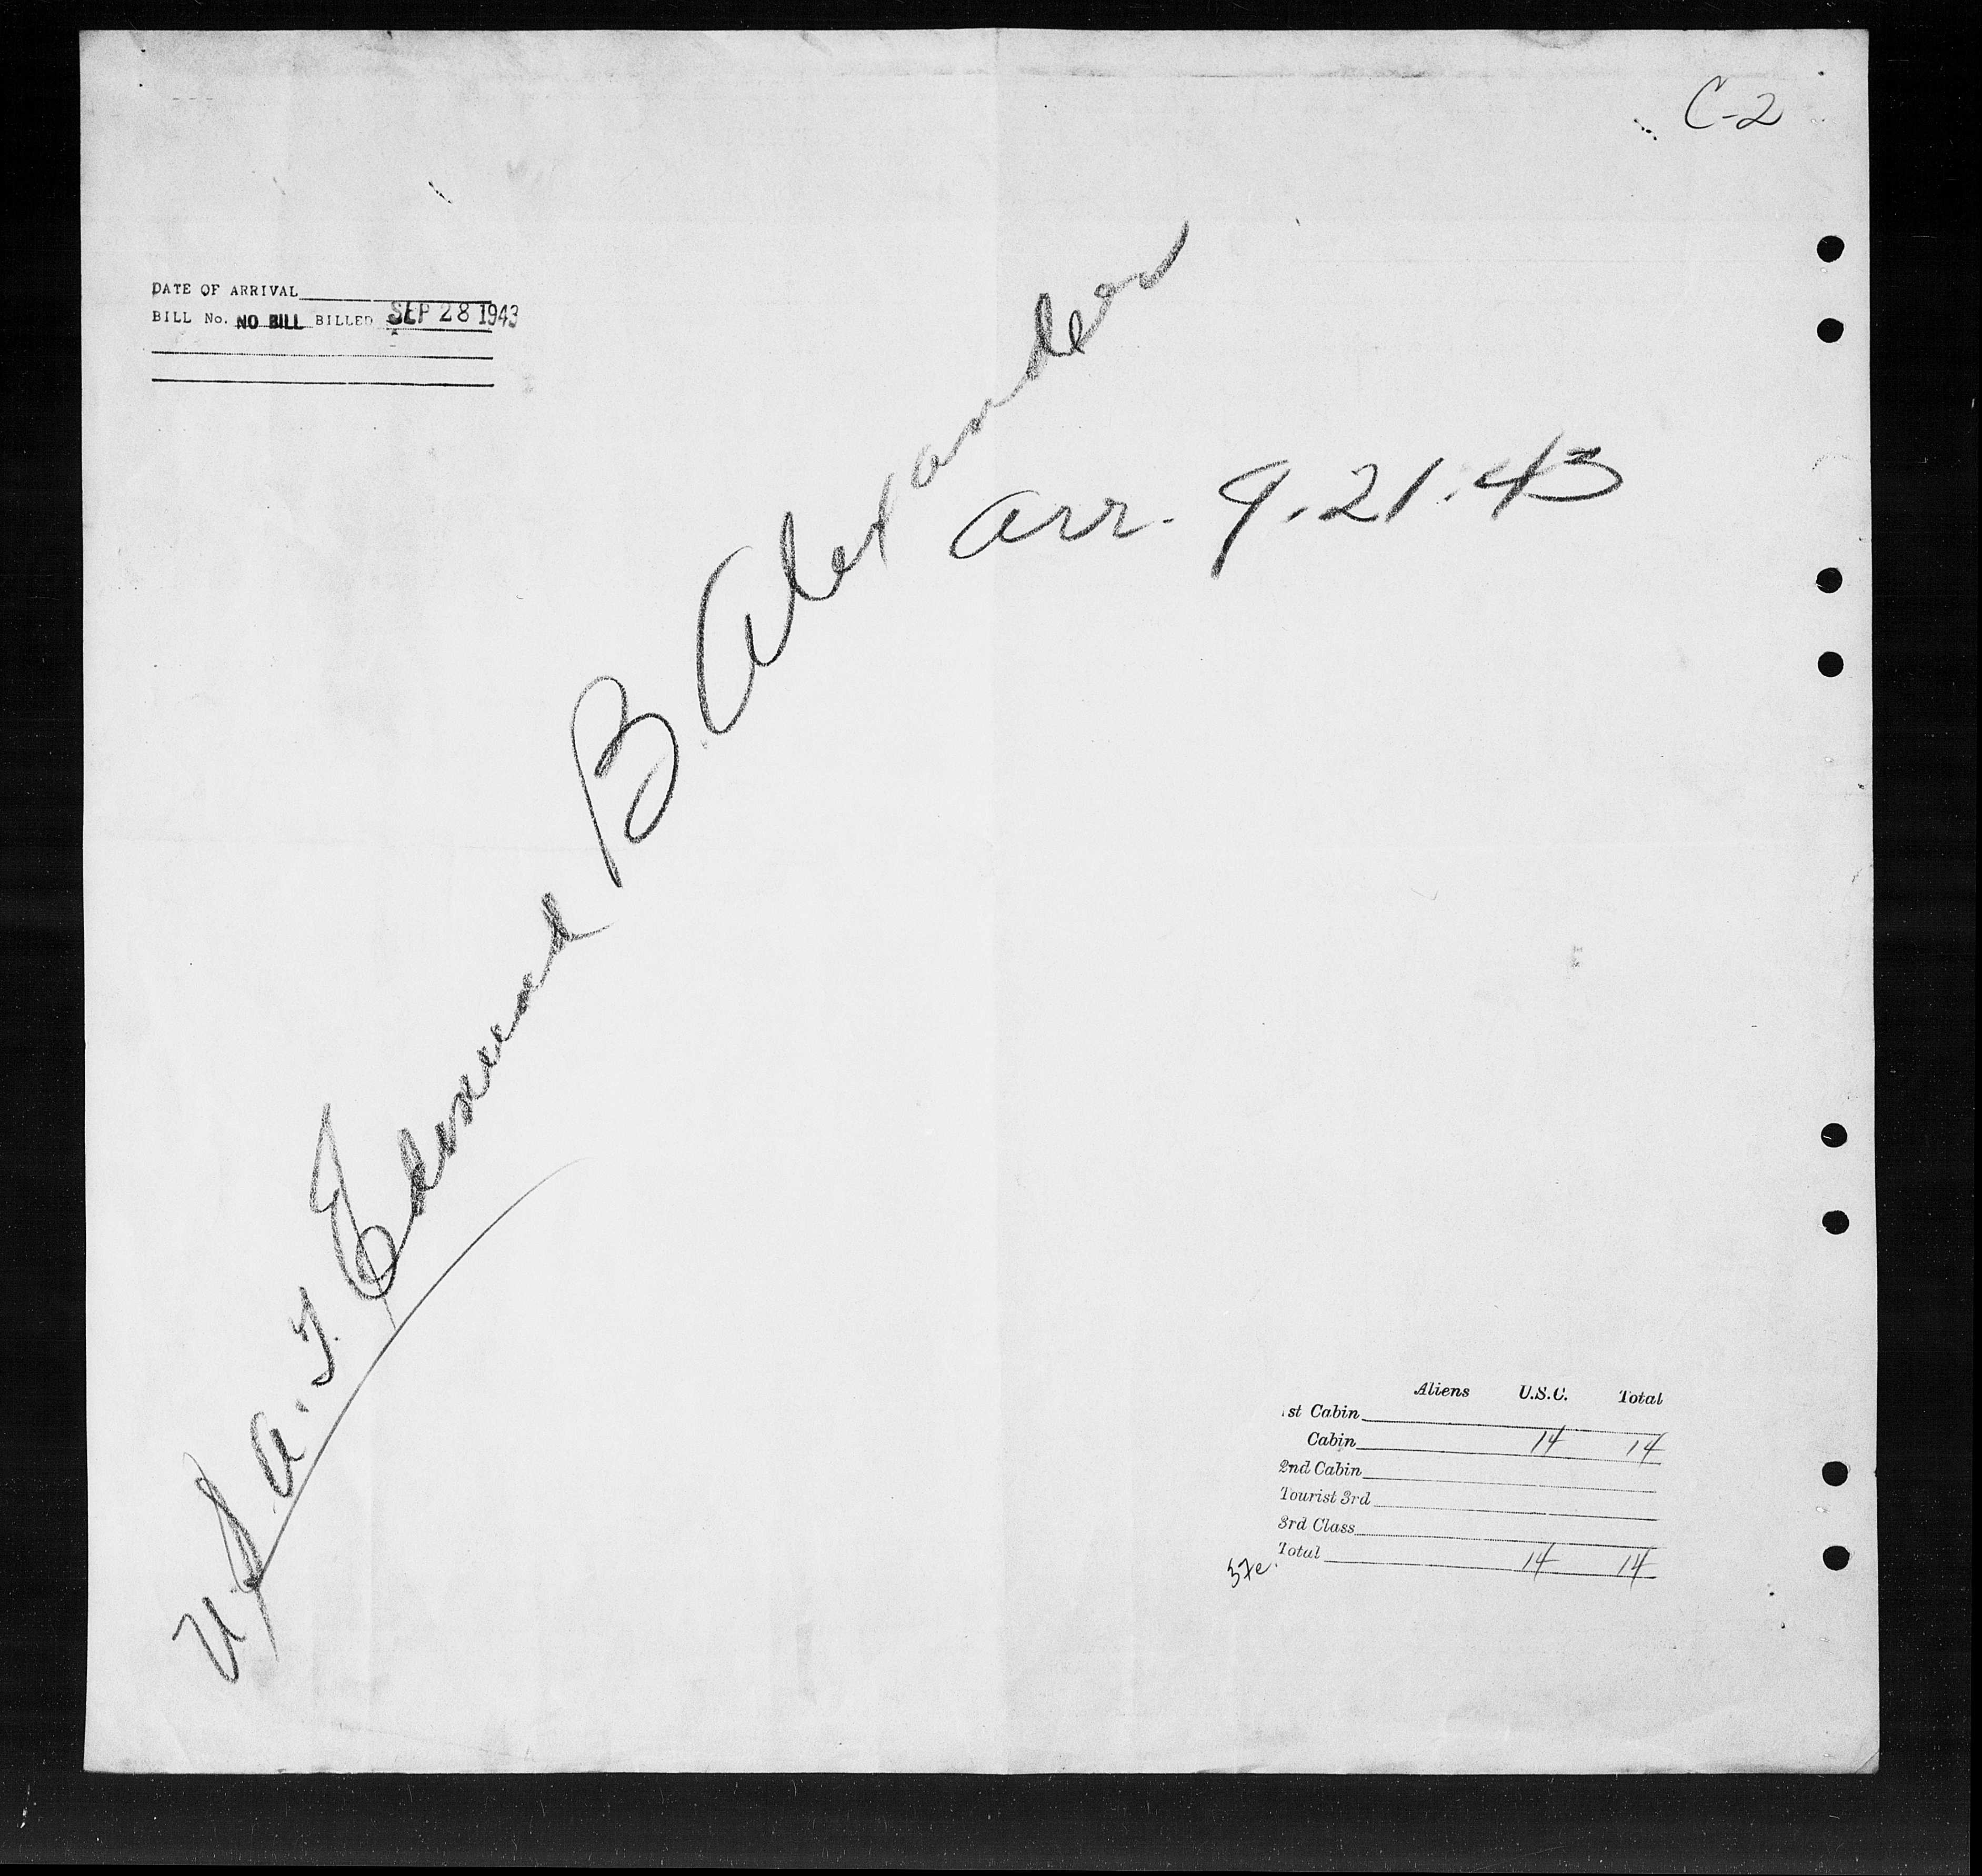 C-2
DATE OF ARRIVAL
BILL No. NO BILL BILLED SEP 28 1943
U.S.A.T. Edmund B. Alexander
arr. 9.21.43
Aliens U.S.C. Total
1st Cabin
Cabin 14 14
2nd Cabin
Tourist 3rd
3rd Class
Total 14 14